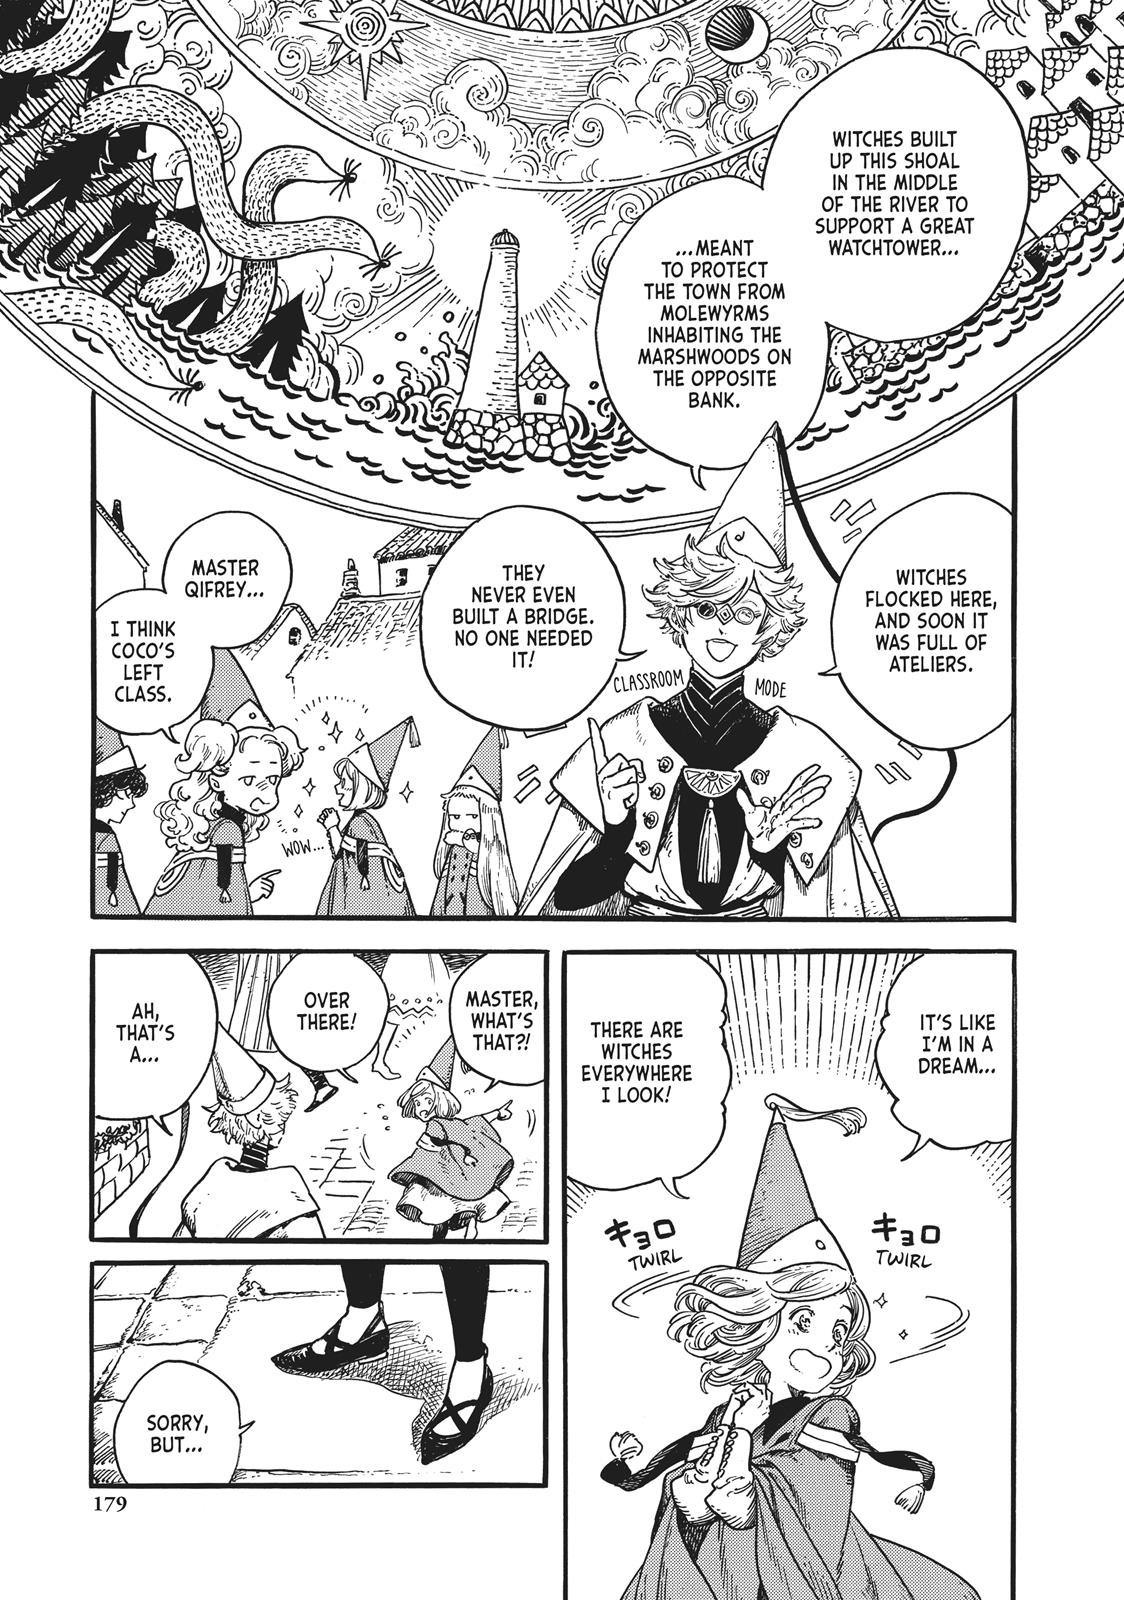 WITCHES BUILT
UP THIS SHOAL
IN THE MIDDLE
OF THE RIVER TO
SUPPORT A GREAT
WATCHTOWER...
...MEANT
TO PROTECT
THE TOWN FROM
MOLEWYRMS
INHABITING THE
MARSHWOODS ON
THE OPPOSITE
BANK.
WITCHES
FLOCKED HERE,
AND SOON IT
WAS FULL OF
ATELIERS.
CLASSROOM MODE
THEY
NEVER EVEN
BUILT A BRIDGE.
NO ONE NEEDED
IT!
MASTER
QIFREY...
I THINK
COCO'S
LEFT
CLASS.
WOW...
IT'S LIKE
I'M IN A
DREAM...
THERE ARE
WITCHES
EVERYWHERE
I LOOK!
キョロ
TWIRL
キョロ
TWIRL
MASTER,
WHAT'S
THAT?!
OVER
THERE!
AH,
THAT'S
A...
SORRY,
BUT...
179